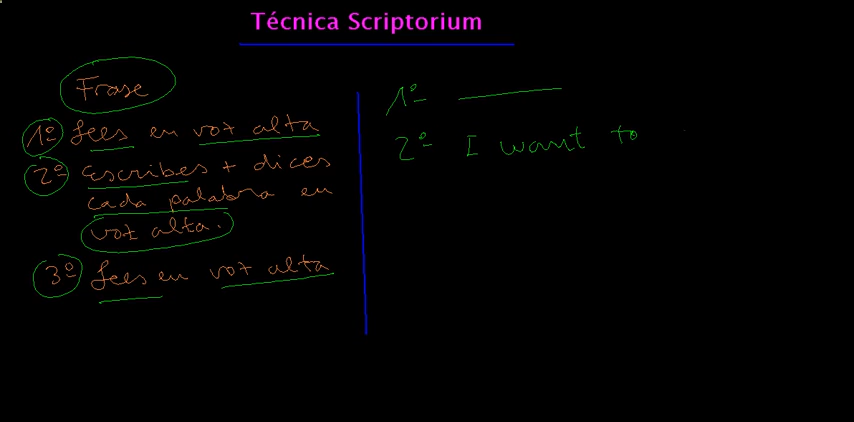 Técnica Scriptorium
Frase
1º lees en voz alta
2º escribes + dices
cada palabra en
voz alta.
3º lees en voz alta
1º
2º I want to